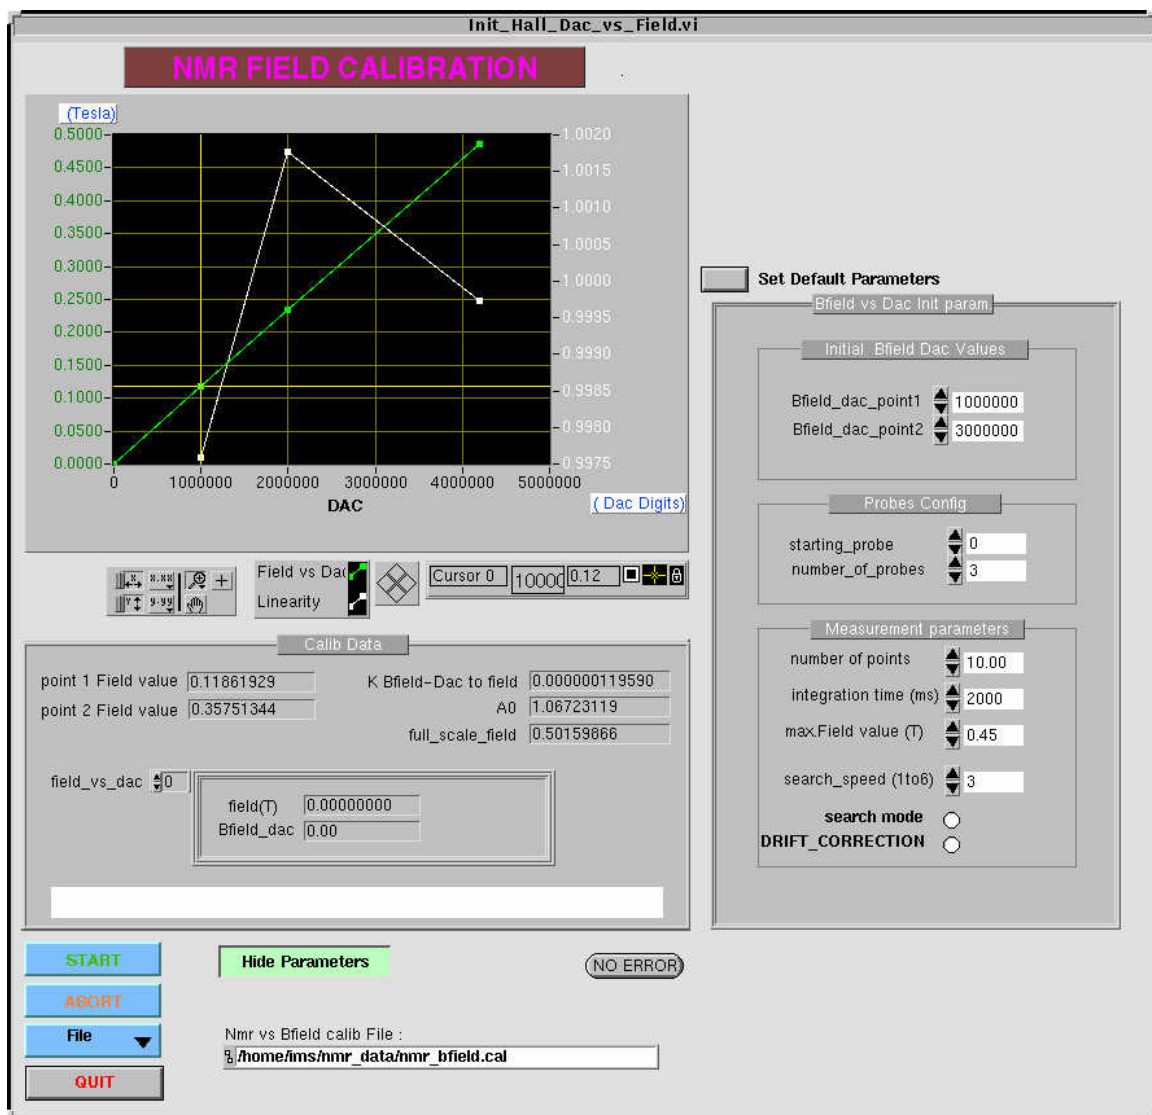 Init_Hall_Dac_vs_Field.vi
NMR FIELD CALIBRATION
(Tesla)
0.5000
0.4500
0.4000
0.3500
0.3000
0.2500
0.2000
0.1500
0.1000
0.0500
0.0000
1.0020
1.0015
1.0010
1.0005
1.0000
0.9995
0.9990
0.9985
0.9980
0.9975
0 1000000 2000000 3000000 4000000 5000000
DAC
(Dac Digits)
Field vs Dac
Linearity
Cursor 0 10000 0.12
Calib Data
point 1 Field value 0.11861929
point 2 Field value 0.35751344
K Bfield-Dac to field 0.000000119590
A0 1.06723119
full_scale_field 0.50159866
field_vs_dac 0
field(T) 0.00000000
Bfield_dac 0.00
START
ABORT
File
QUIT
Hide Parameters
NO ERROR
Nmr vs Bfield calib File :
/home/ims/nmr_data/nmr_bfield.cal
Set Default Parameters
Bfield vs Dac Init param
Initial Bfield Dac Values
Bfield_dac_point1 1000000
Bfield_dac_point2 3000000
Probes Config
starting_probe 0
number_of_probes 3
Measurement parameters
number of points 10.00
integration time (ms) 2000
max.Field value (T) 0.45
search_speed (1to6) 3
search mode
DRIFT_CORRECTION